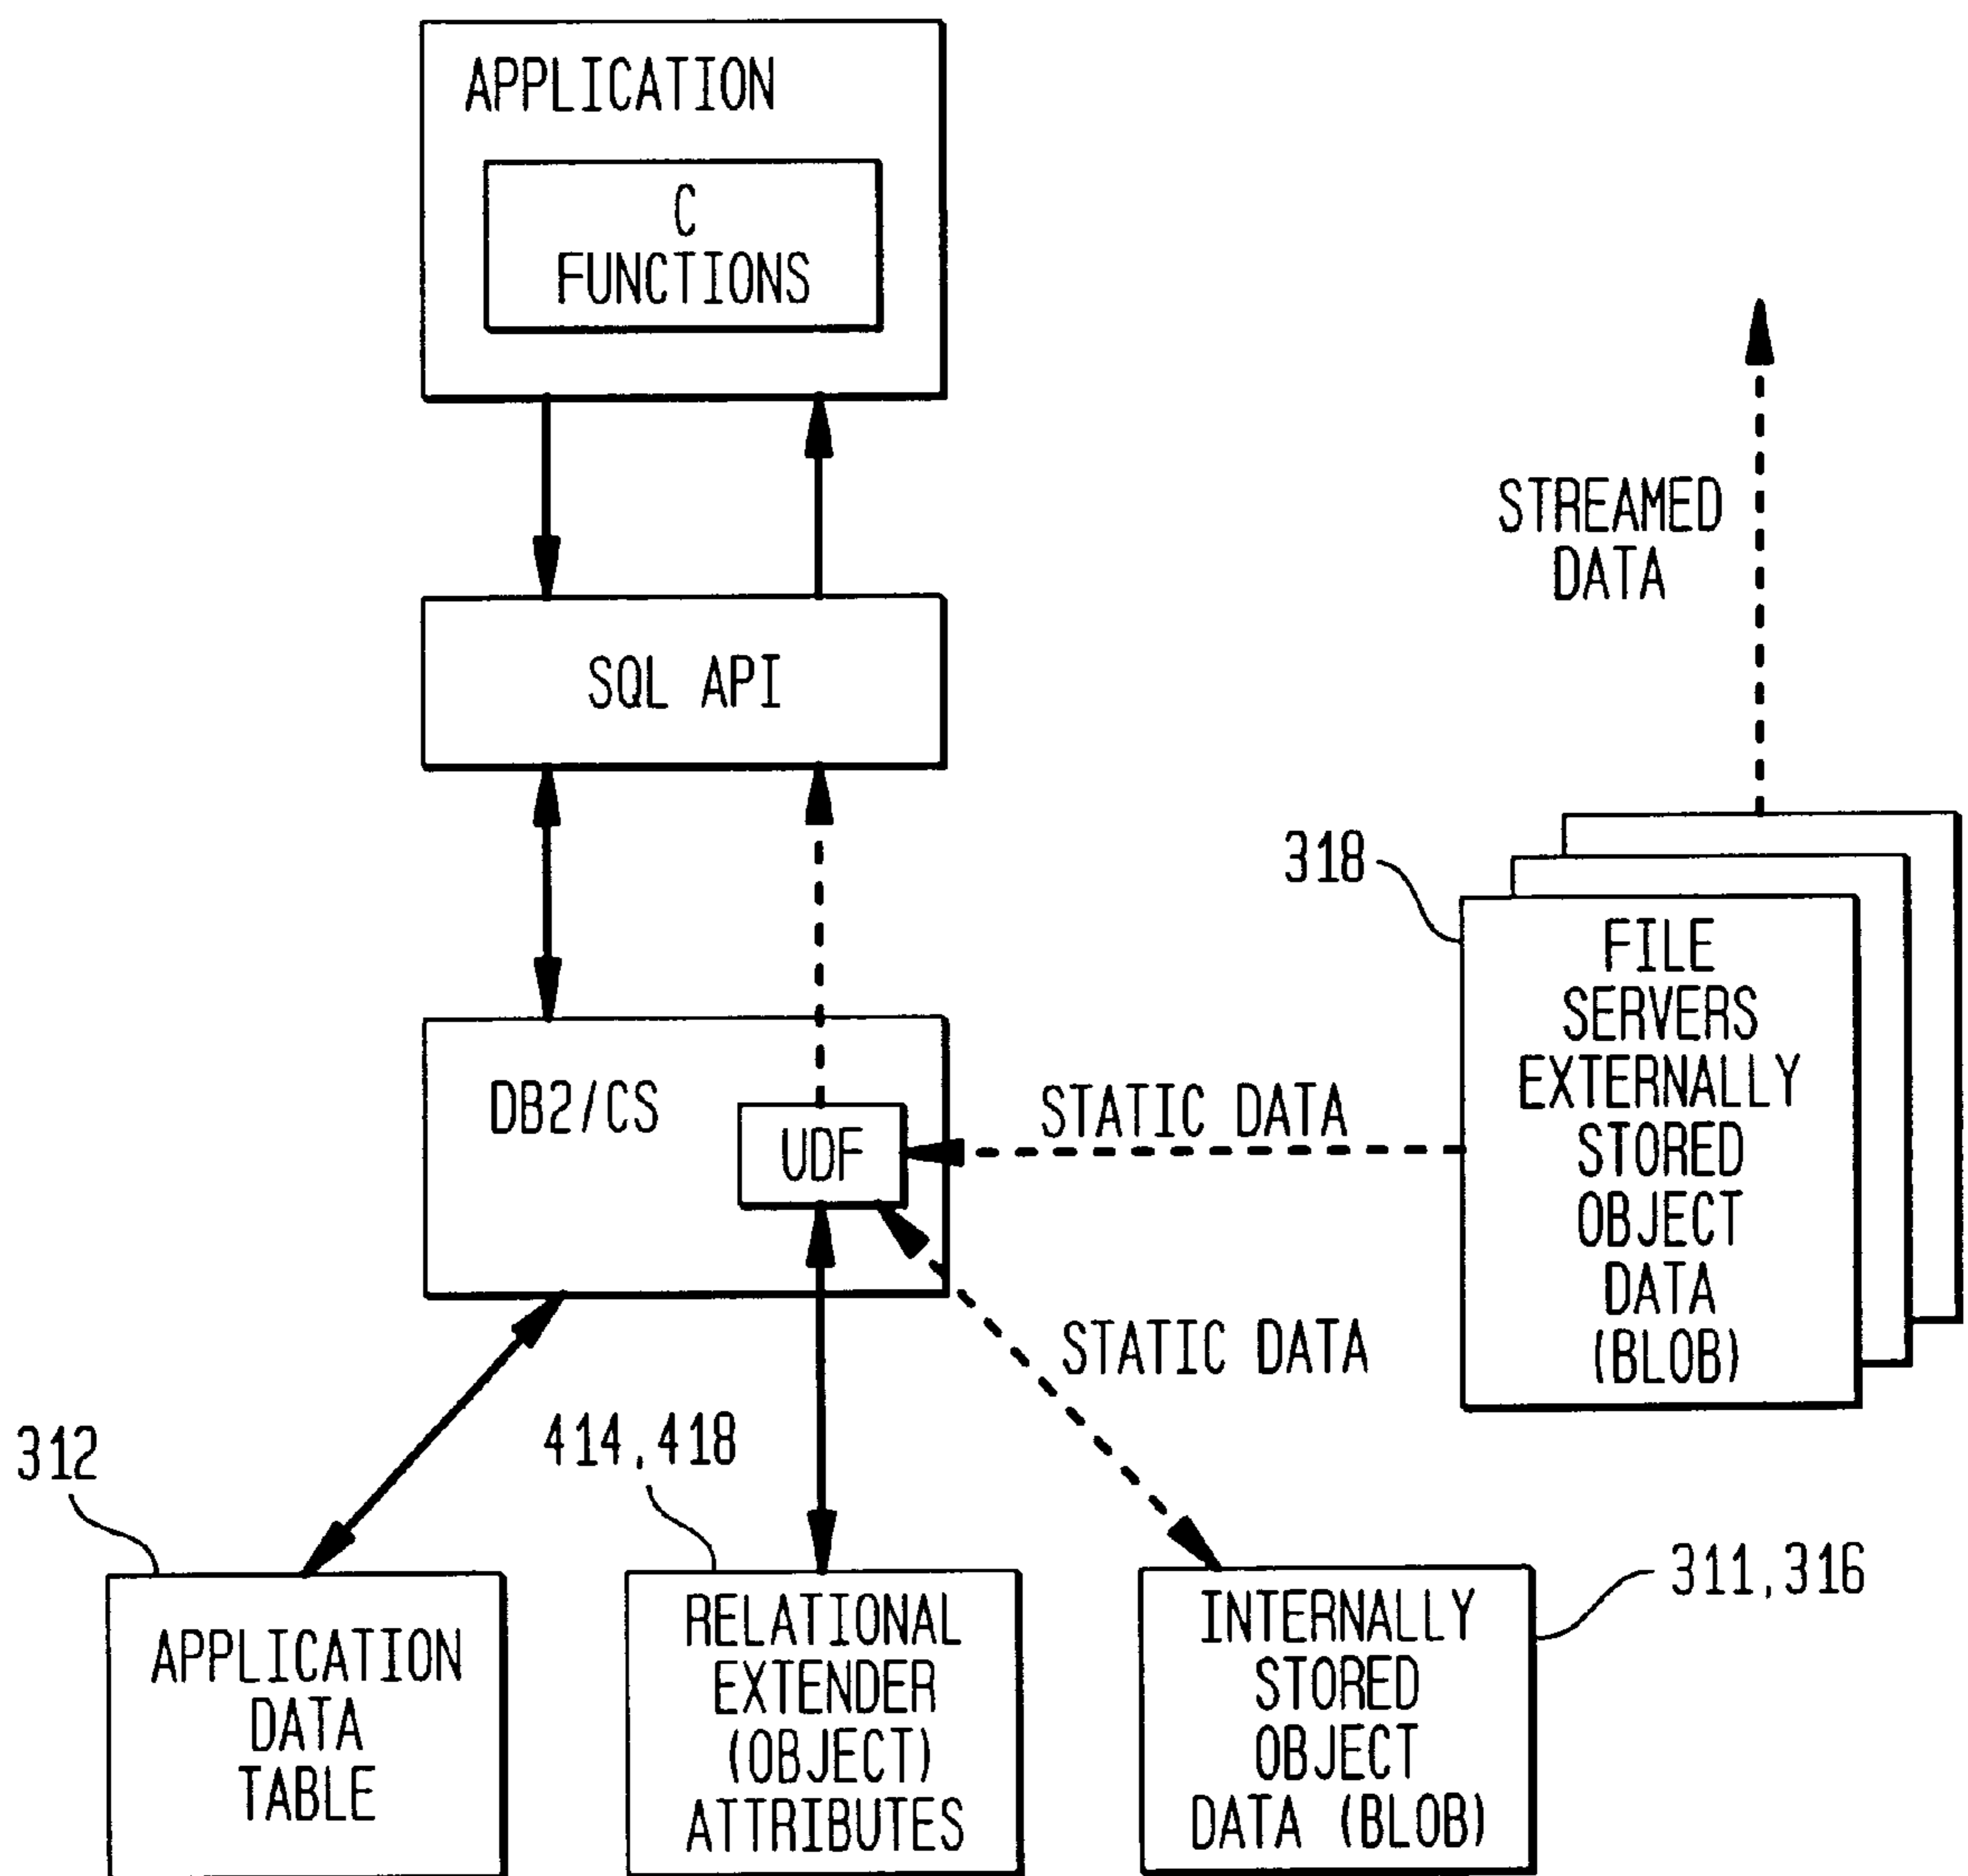 APPLICATION
C
FUNCTIONS
STREAMED
DATA
SQL API
318
FILE
SERVERS
EXTERNALLY
STORED
OBJECT
DATA
(BLOB)
DB2/CS
UDF
STATIC DATA
STATIC DATA
312
414,418
311,316
APPLICATION
DATA
TABLE
RELATIONAL
EXTENDER
(OBJECT)
ATTRIBUTES
INTERNALLY
STORED
OBJECT
DATA (BLOB)